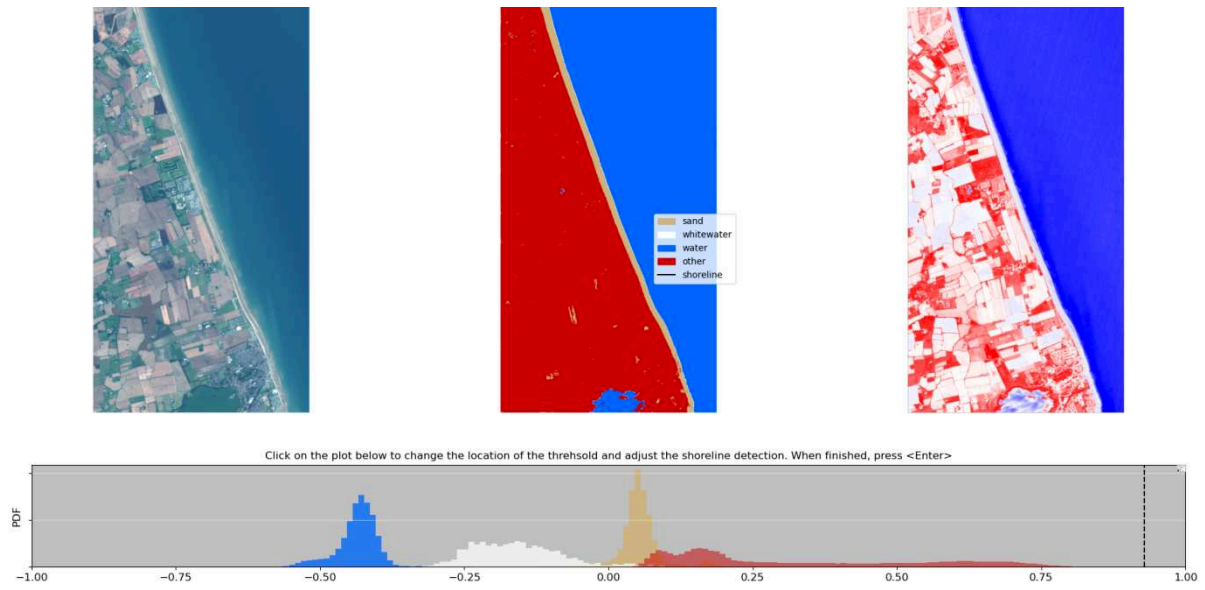 sand
whitewater
water
other
shoreline
Click on the plot below to change the location of the threhsold and adjust the shoreline detection. When finished, press <Enter>
PDF
−1.00 −0.75 −0.50 −0.25 0.00 0.25 0.50 0.75 1.00